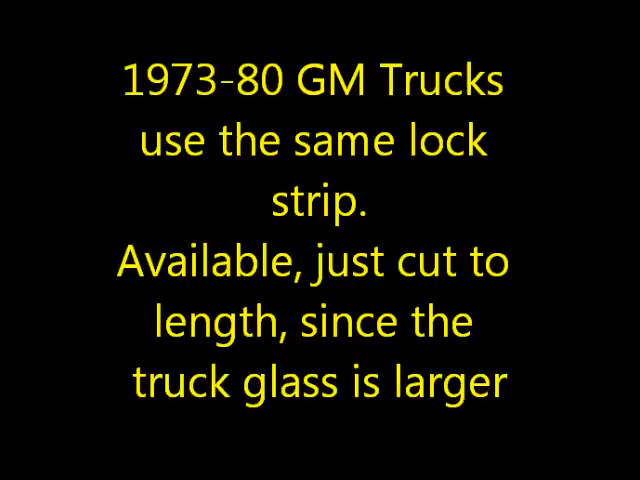 1973-80 GM Trucks
use the same lock
strip.
Available, just cut to
length, since the
truck glass is larger